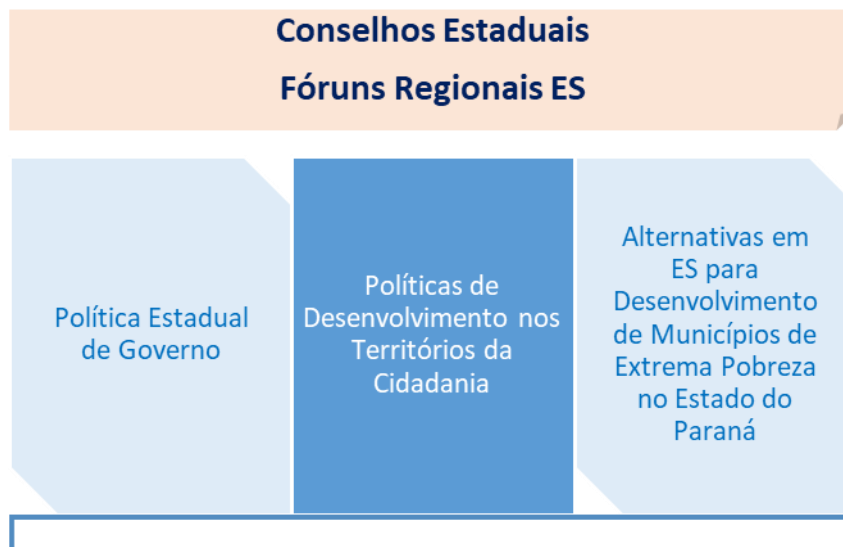 Conselhos Estaduais
Fóruns Regionais ES
Política Estadual
de Governo
Políticas de
Desenvolvimento nos
Territórios da
Cidadania
Alternativas em
ES para
Desenvolvimento
de Municípios de
Extrema Pobreza
no Estado do
Paraná